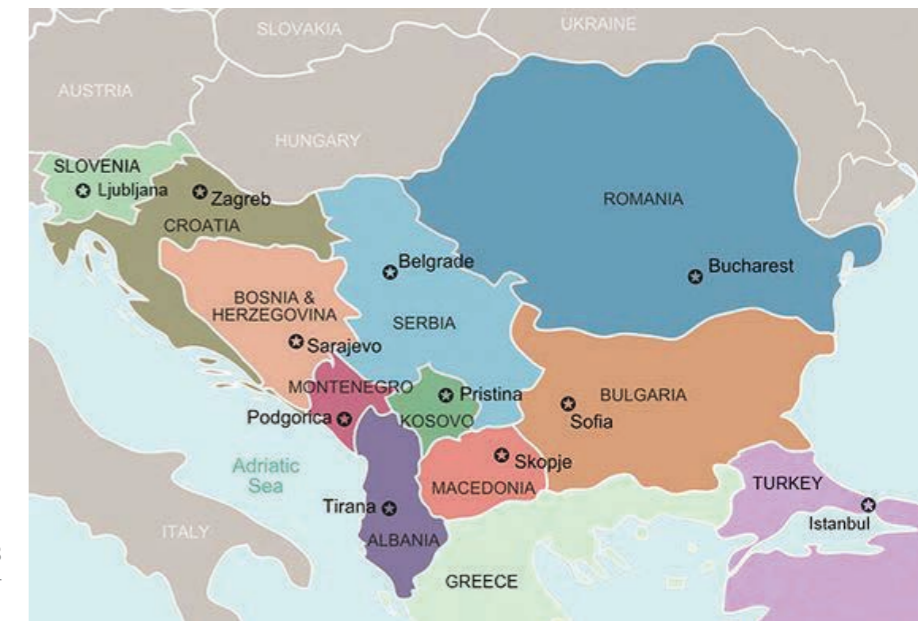 SLOVAKIA
UKRAINE
AUSTRIA
HUNGARY
SLOVENIA
Ljubljana
Zagreb
CROATIA
ROMANIA
Belgrade
Bucharest
BOSNIA &
HERZEGOVINA
SERBIA
Sarajevo
MONTENEGRO
Pristina
BULGARIA
Podgorica
KOSOVO
Sofia
Adriatic
Sea
Skopje
MACEDONIA
TURKEY
Tirana
Istanbul
ITALY
ALBANIA
GREECE